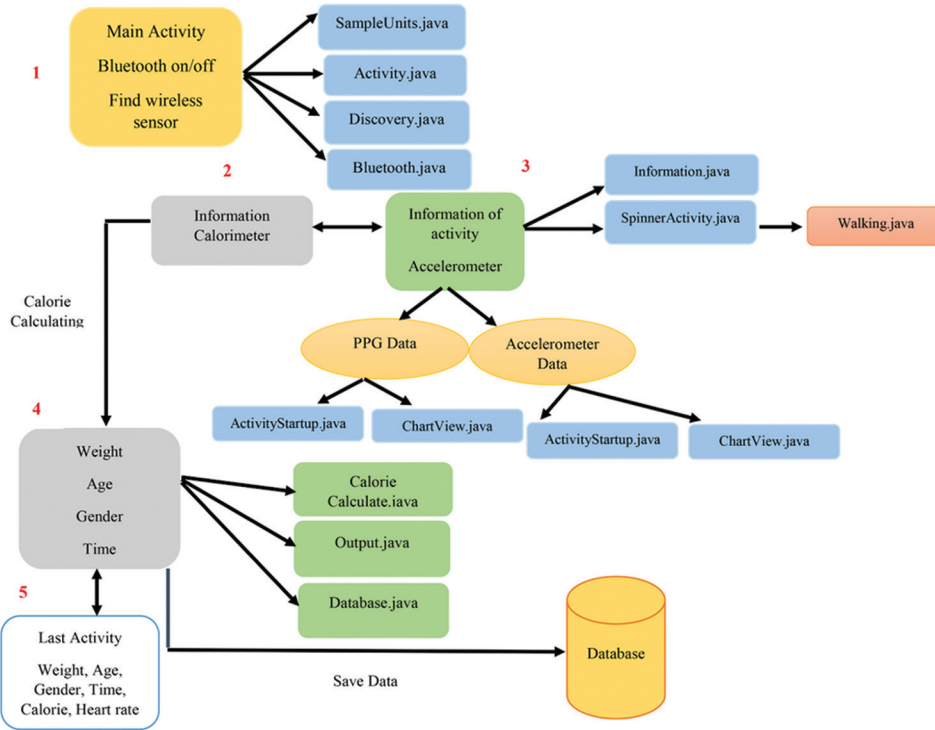 1
Main Activity
Bluetooth on/off
Find wireless
sensor
SampleUnits.java
Activity.java
Discovery.java
Bluetooth.java
2
Information
Calorimeter
3
Information of
activity
Accelerometer
Information.java
SpinnerActivity.java
Walking.java
Calorie
Calculating
PPG Data
Accelerometer
Data
ActivityStartup.java
ChartView.java
ActivityStartup.java
ChartView.java
4
Weight
Age
Gender
Time
Calorie
Calculate.iava
Output.java
Database.java
5
Last Activity
Weight, Age,
Gender, Time,
Calorie, Heart rate
Save Data
Database